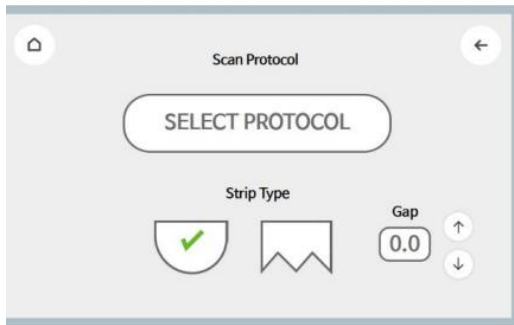 Scan Protocol
SELECT PROTOCOL
Strip Type
Gap
0.0